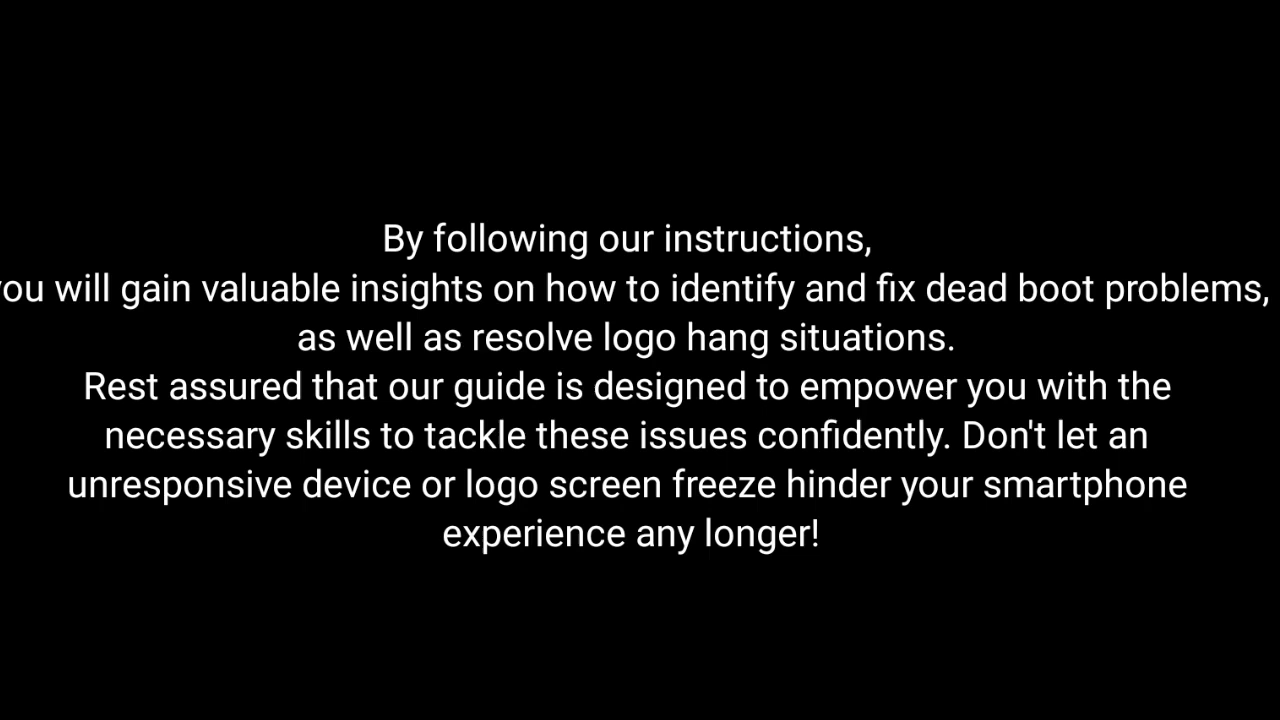 By following our instructions,
you will gain valuable insights on how to identify and fix dead boot problems,
as well as resolve logo hang situations.
Rest assured that our guide is designed to empower you with the
necessary skills to tackle these issues confidently. Don't let an
unresponsive device or logo screen freeze hinder your smartphone
experience any longer!